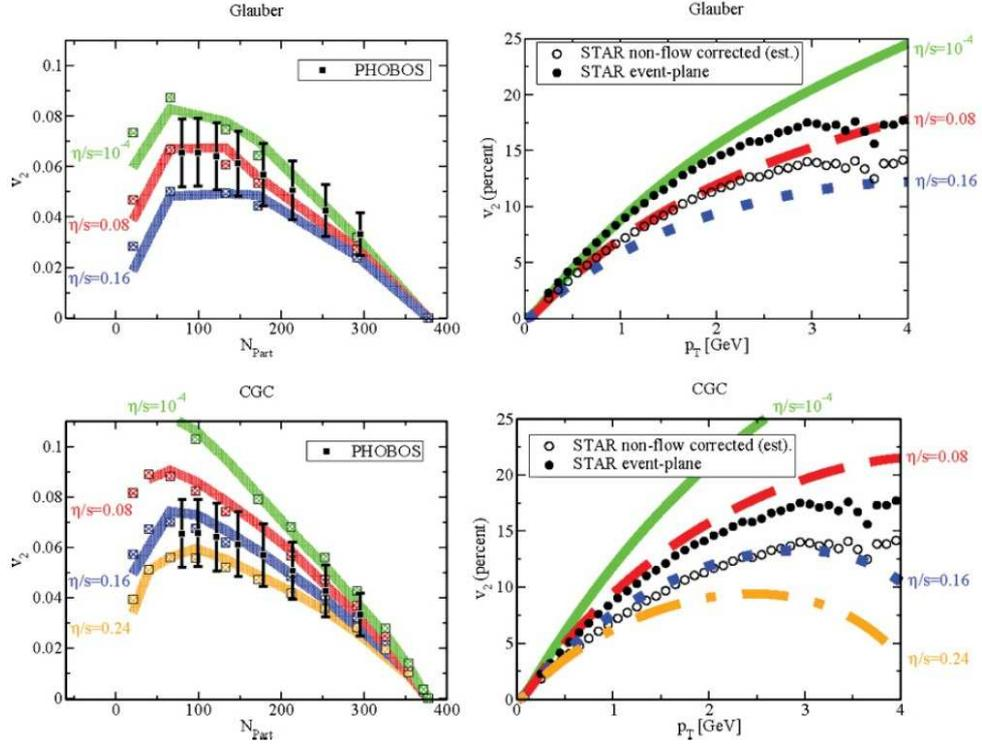 Glauber
0.1
0.08
0.06
0.04
0.02
0
v2
PHOBOS
η/s=10-4
η/s=0.08
η/s=0.16
0 100 200 300 400
NPart
Glauber
25
20
15
10
5
0
v2 (percent)
STAR non-flow corrected (est.)
STAR event-plane
η/s=10-4
η/s=0.08
η/s=0.16
0 1 2 3 4
pT [GeV]
CGC
η/s=10-4
0.1
0.08
0.06
0.04
0.02
0
v2
PHOBOS
η/s=0.08
η/s=0.16
η/s=0.24
0 100 200 300 400
NPart
CGC
η/s=10-4
25
20
15
10
5
0
v2 (percent)
STAR non-flow corrected (est).
STAR event-plane
η/s=0.08
η/s=0.16
η/s=0.24
0 1 2 3 4
pT [GeV]